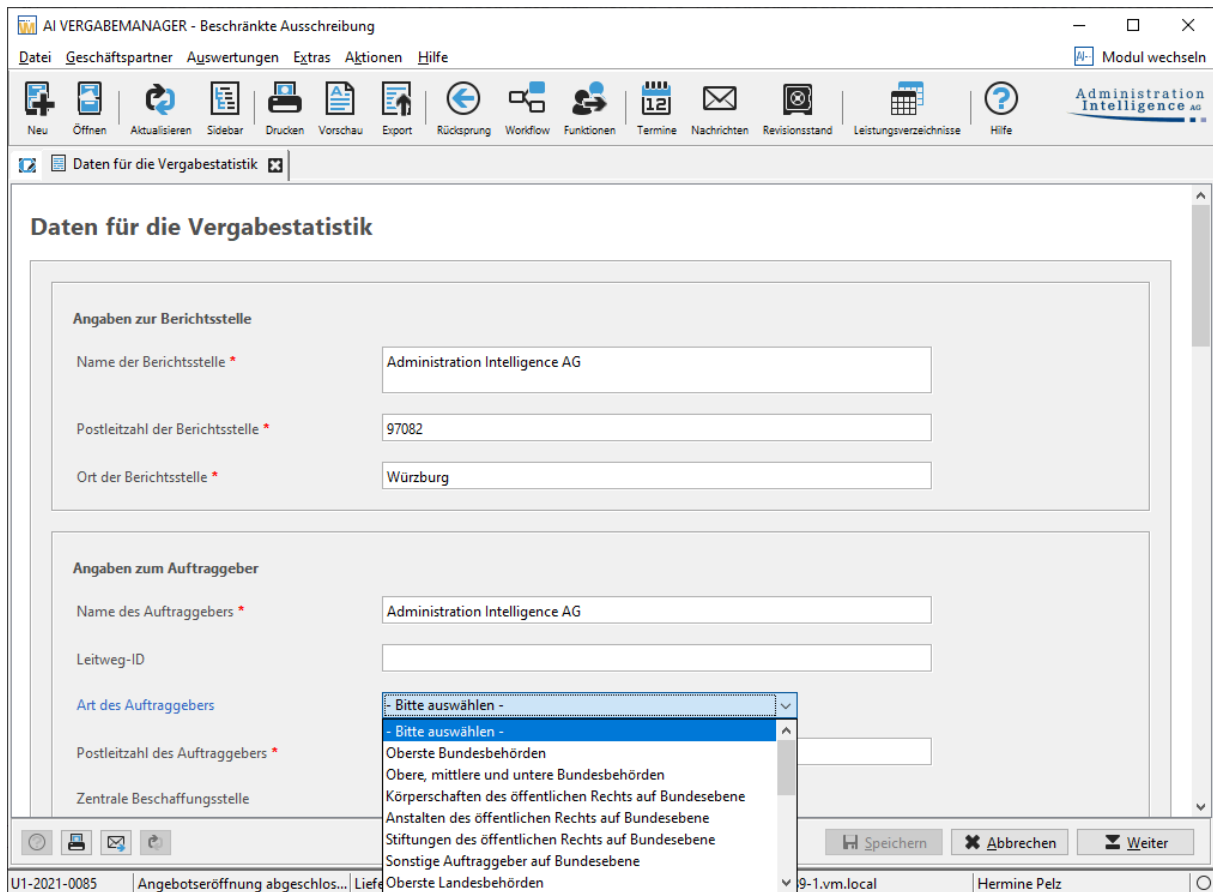 AI VERGABEMANAGER - Beschränkte Ausschreibung
Datei Geschäftspartner Auswertungen Extras Aktionen Hilfe
AI-- Modul wechseln
12
Neu Öffnen Aktualisieren Sidebar Drucken Vorschau Export Rücksprung Workflow Funktionen Termine Nachrichten Revisionsstand Leistungsverzeichnisse Hilfe
Administration
Intelligence AG
Daten für die Vergabestatistik
Daten für die Vergabestatistik
Angaben zur Berichtsstelle
Name der Berichtsstelle * Administration Intelligence AG
Postleitzahl der Berichtsstelle * 97082
Ort der Berichtsstelle * Würzburg
Angaben zum Auftraggeber
Name des Auftraggebers * Administration Intelligence AG
Leitweg-ID
Art des Auftraggebers - Bitte auswählen -
- Bitte auswählen -
Postleitzahl des Auftraggebers * Oberste Bundesbehörden
Obere, mittlere und untere Bundesbehörden
Zentrale Beschaffungsstelle Körperschaften des öffentlichen Rechts auf Bundesebene
Anstalten des öffentlichen Rechts auf Bundesebene
Stiftungen des öffentlichen Rechts auf Bundesebene
Sonstige Auftraggeber auf Bundesebene
Oberste Landesbehörden
Speichern Abbrechen Weiter
U1-2021-0085 Angebotseröffnung abgeschlos... Liefe 9-1.vm.local Hermine Pelz